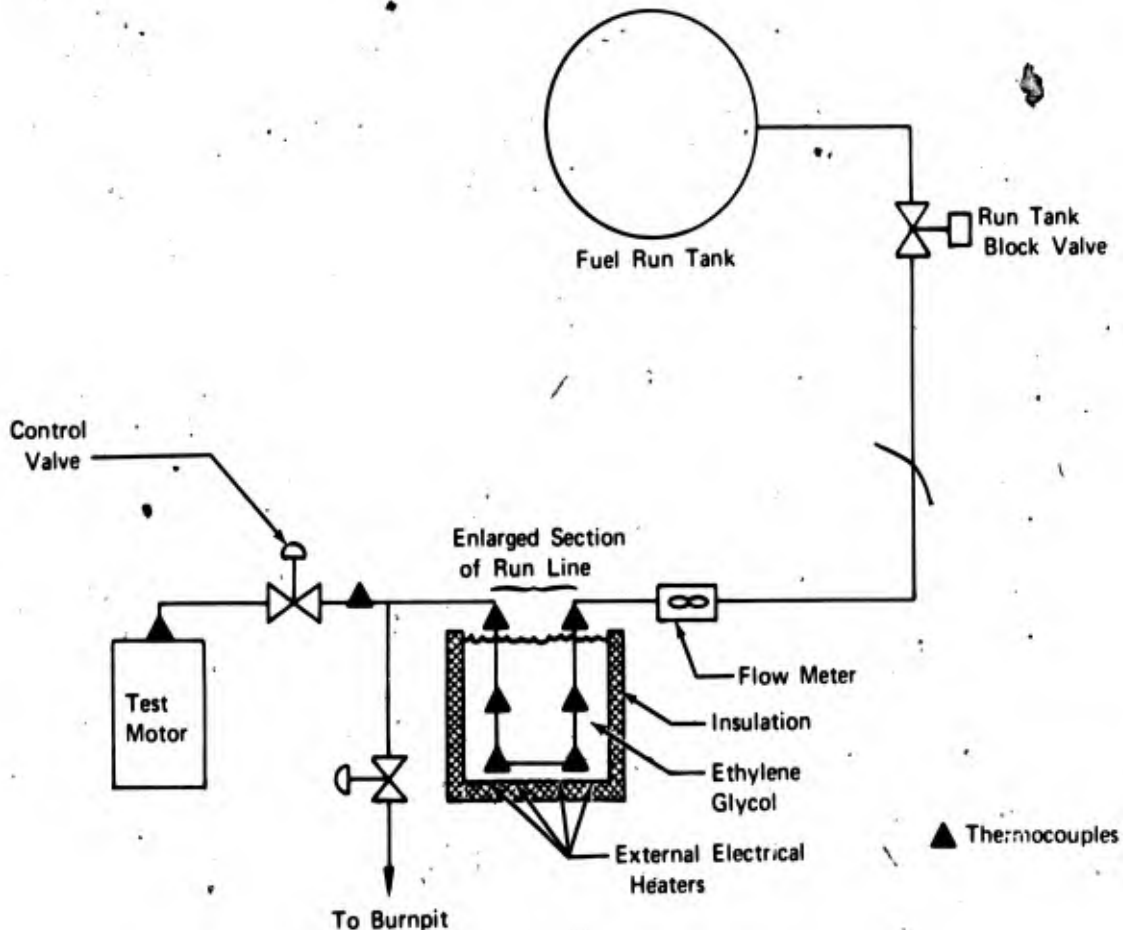 Fuel Run Tank
Run Tank
Block Valve
Control
Valve
Enlarged Section
of Run Line
Flow Meter
Test
Motor
Insulation
Ethylene
Glycol
External Electrical
Heaters
Thermocouples
To Burnpit